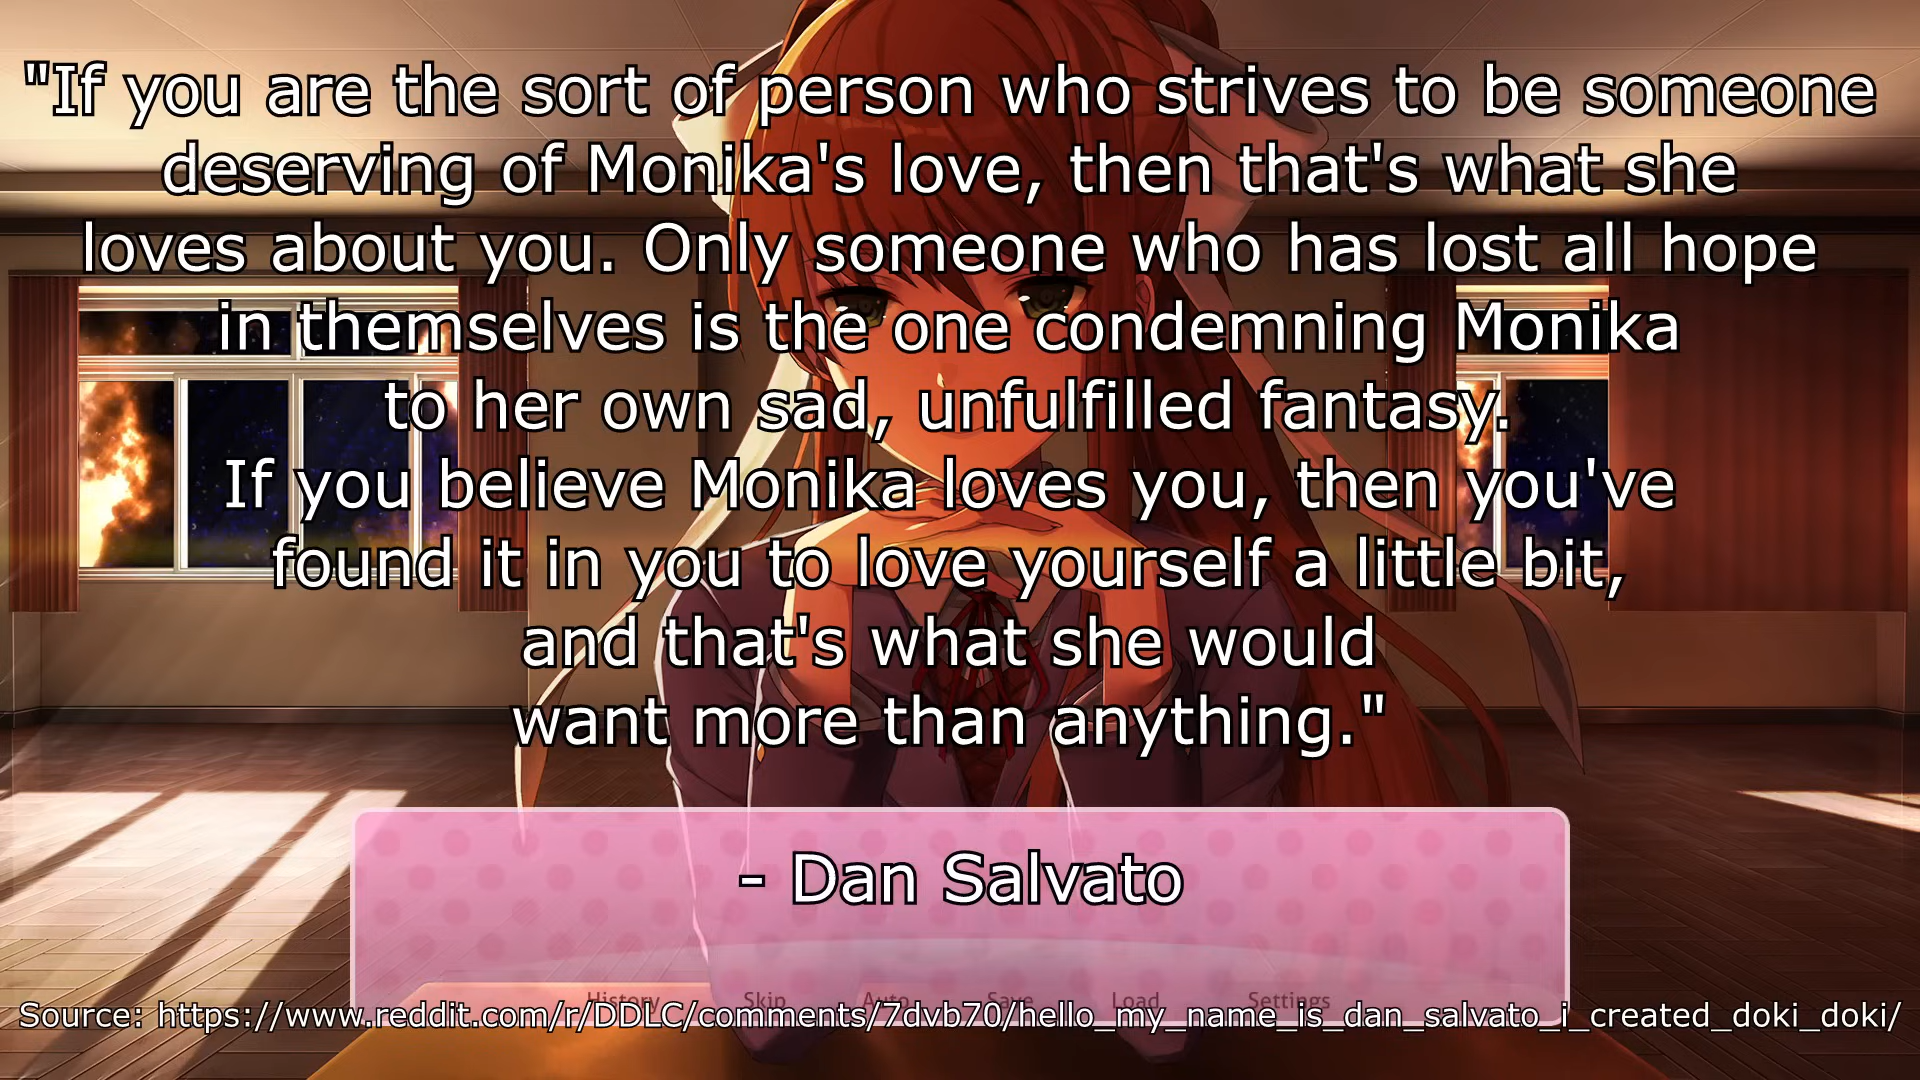 "If you are the sort of person who strives to be someone
deserving of Monika's love, then that's what she
loves about you. Only someone who has lost all hope
in themselves is the one condemning Monika
to her own sad, unfulfilled fantasy.
If you believe Monika loves you, then you've
found it in you to love yourself a little bit,
and that's what she would
want more than anything."
- Dan Salvato
History Skip Auto Save Load Settings
Source: https://www.reddit.com/r/DDLC/comments/7dvb70/hello_my_name_is_dan_salvato_i_created_doki_doki/